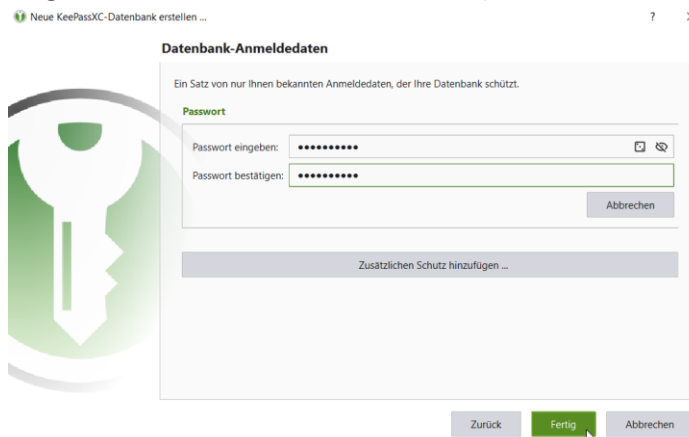 Neue KeePassXC-Datenbank erstellen ...
Datenbank-Anmeldedaten
Ein Satz von nur Ihnen bekannten Anmeldedaten, der Ihre Datenbank schützt.
Passwort
Passwort eingeben: ●●●●●●●●●●
Passwort bestätigen: ●●●●●●●●●●
Abbrechen
Zusätzlichen Schutz hinzufügen ...
Zurück Fertig Abbrechen